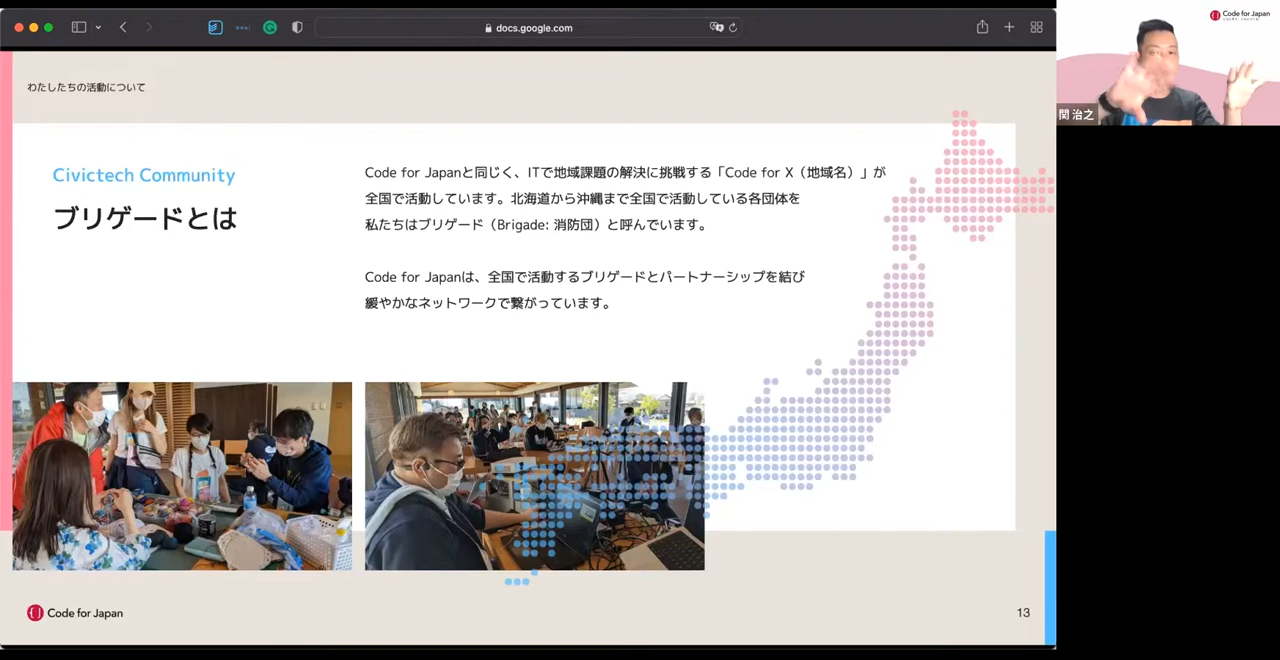 docs.google.com
わたしたちの活動について
Civictech Community
ブリゲードとは
Code for Japanと同じく、ITで地域課題の解決に挑戦する「Code for X（地域名）」が
全国で活動しています。北海道から沖縄まで全国で活動している各団体を
私たちはブリゲード（Brigade: 消防団）と呼んでいます。
Code for Japanは、全国で活動するブリゲードとパートナーシップを結び
緩やかなネットワークで繋がっています。
Code for Japan
13
Code for Japan
関 治之